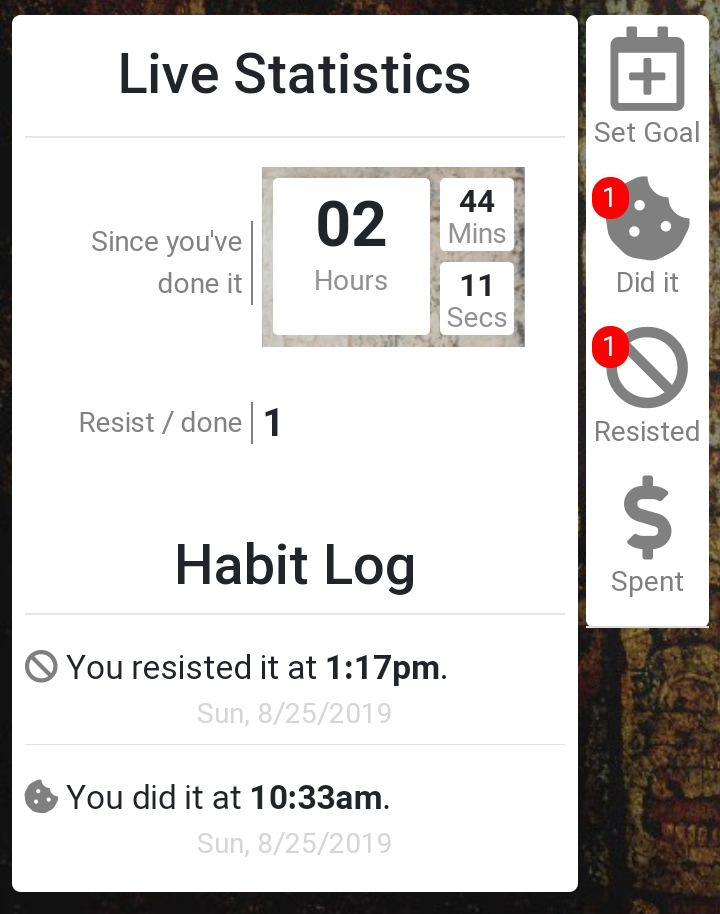 Live Statistics
Since you've
done it
02
Hours
44
Mins
11
Secs
Resist / done
1
Habit Log
You resisted it at 1:17pm.
Sun, 8/25/2019
You did it at 10:33am.
Sun, 8/25/2019
Set Goal
1
Did it
1
Resisted
$
Spent